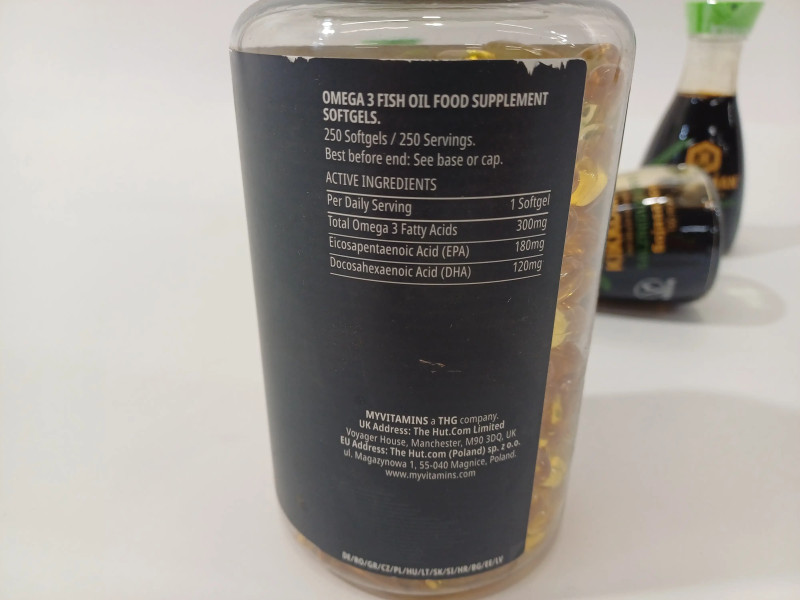 OMEGA 3 FISH OIL FOOD SUPPLEMENT
SOFTGELS.
250 Softgels / 250 Servings.
Best before end: See base or cap.
ACTIVE INGREDIENTS
Per Daily Serving 1 Softgel
Total Omega 3 Fatty Acids 300mg
Eicosapentaenoic Acid (EPA) 180mg
Docosahexaenoic Acid (DHA) 120mg
MYVITAMINS a THG company.
UK Address: The Hut.Com Limited
Voyager House, Manchester, M90 3DQ, UK
EU Address: The Hut.com (Poland) sp. z o.o.
ul. Magazynowa 1, 55-040 Magnice, Poland.
www.myvitamins.com
DE/RO/GR/CZ/PL/HU/LT/SK/SI/HR/BG/EE/LV